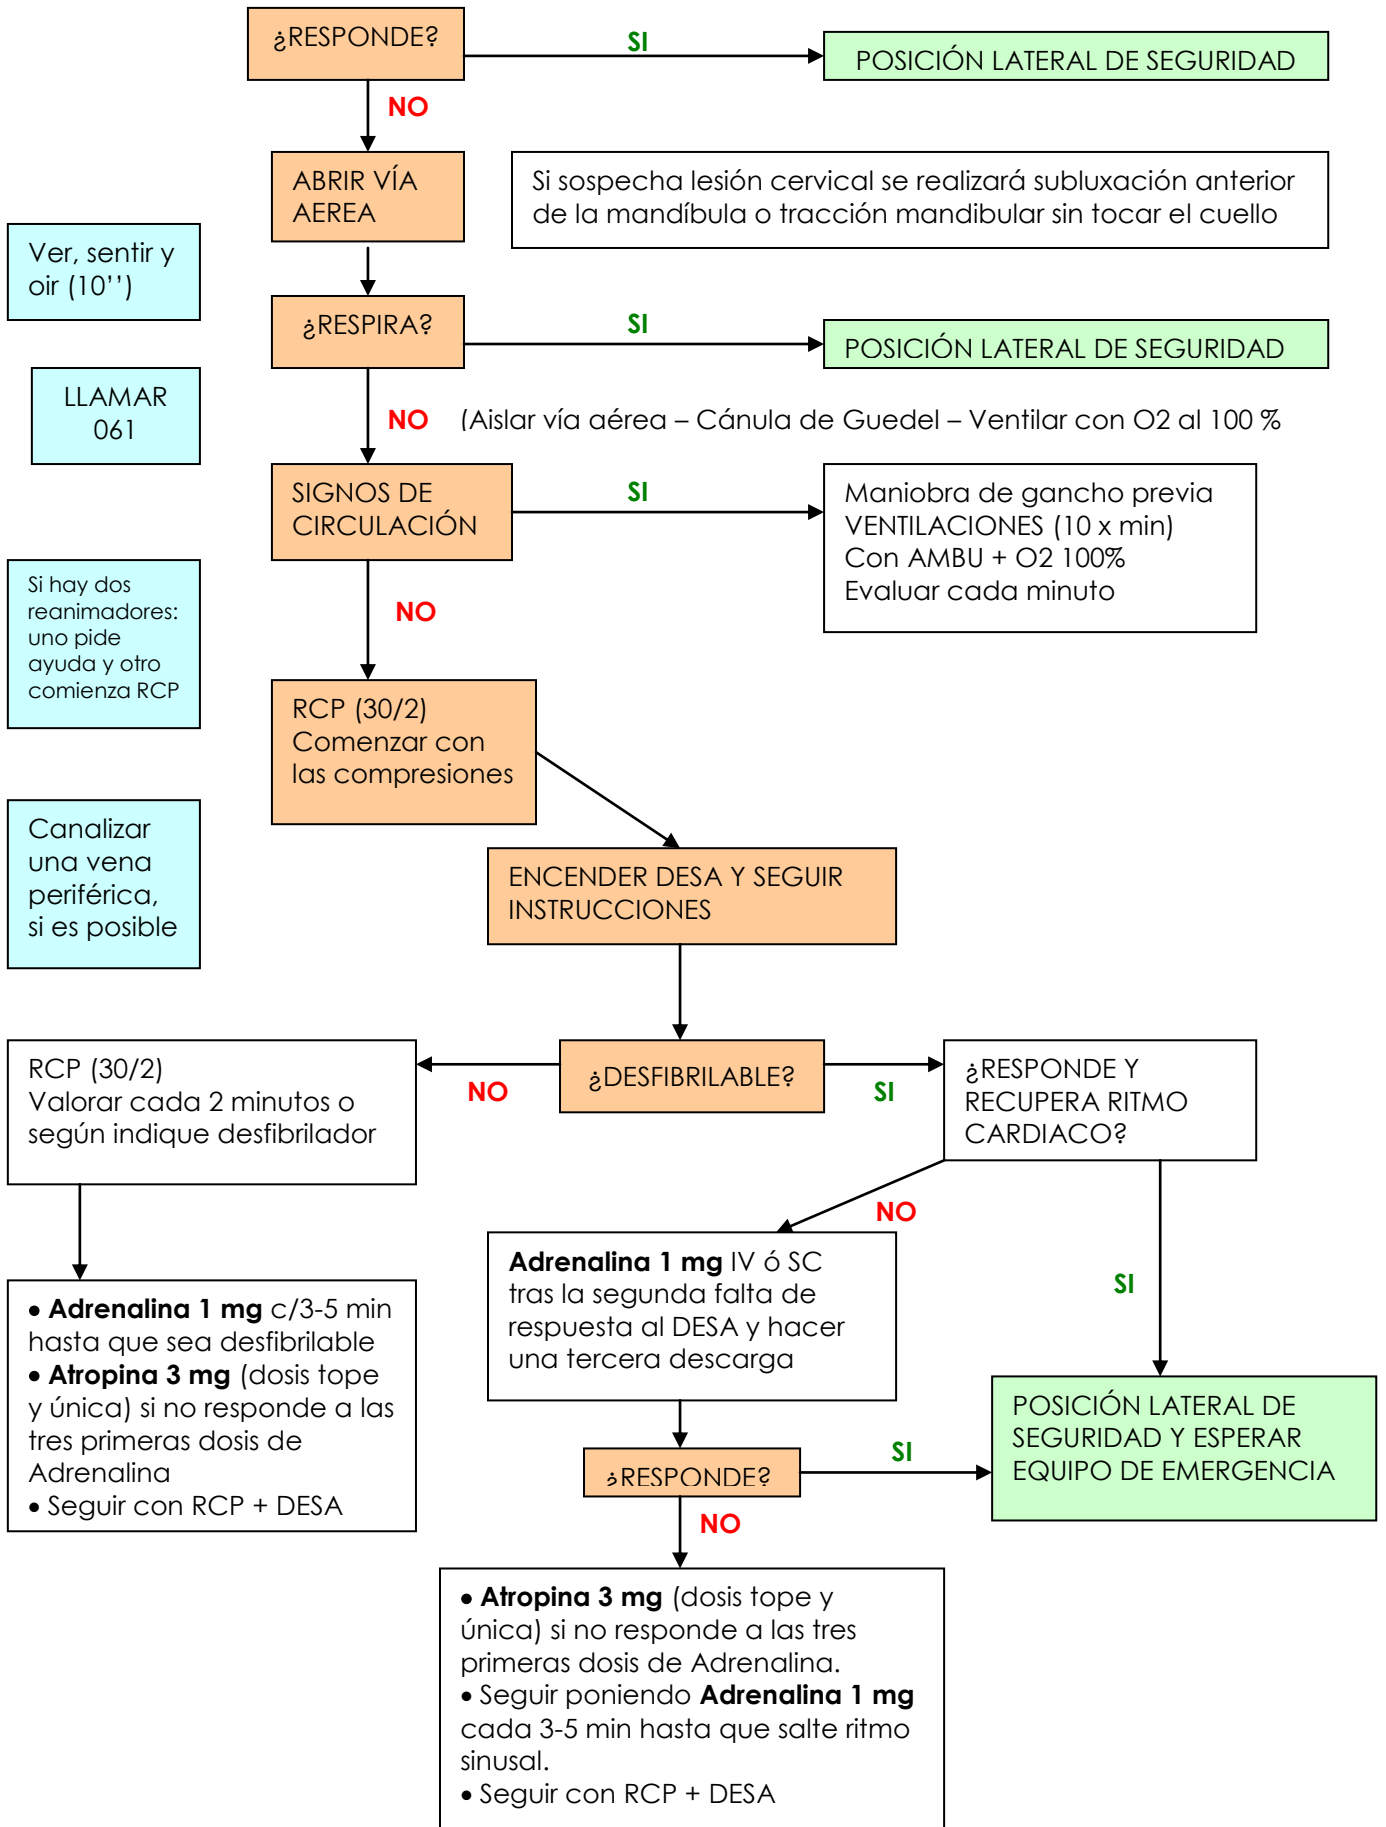 ¿RESPONDE?
SI
POSICIÓN LATERAL DE SEGURIDAD
NO
ABRIR VÍA
AEREA
Si sospecha lesión cervical se realizará subluxación anterior
de la mandíbula o tracción mandibular sin tocar el cuello
Ver, sentir y
oir (10’’)
¿RESPIRA?
SI
POSICIÓN LATERAL DE SEGURIDAD
LLAMAR
061
NO
(Aislar vía aérea – Cánula de Guedel – Ventilar con O2 al 100 %
SIGNOS DE
CIRCULACIÓN
SI
Maniobra de gancho previa
VENTILACIONES (10 x min)
Con AMBU + O2 100%
Evaluar cada minuto
Si hay dos
reanimadores:
uno pide
ayuda y otro
comienza RCP
NO
RCP (30/2)
Comenzar con
las compresiones
Canalizar
una vena
periférica,
si es posible
ENCENDER DESA Y SEGUIR
INSTRUCCIONES
RCP (30/2)
Valorar cada 2 minutos o
según indique desfibrilador
NO
¿DESFIBRILABLE?
SI
¿RESPONDE Y
RECUPERA RITMO
CARDIACO?
NO
SI
Adrenalina 1 mg IV ó SC
tras la segunda falta de
respuesta al DESA y hacer
una tercera descarga
• Adrenalina 1 mg c/3-5 min
hasta que sea desfibrilable
• Atropina 3 mg (dosis tope
y única) si no responde a las
tres primeras dosis de
Adrenalina
• Seguir con RCP + DESA
¿RESPONDE?
SI
POSICIÓN LATERAL DE
SEGURIDAD Y ESPERAR
EQUIPO DE EMERGENCIA
NO
• Atropina 3 mg (dosis tope y
única) si no responde a las tres
primeras dosis de Adrenalina.
• Seguir poniendo Adrenalina 1 mg
cada 3-5 min hasta que salte ritmo
sinusal.
• Seguir con RCP + DESA